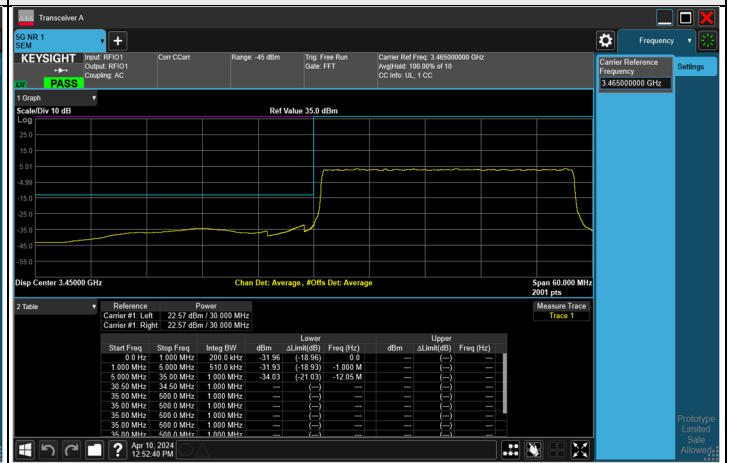 Transceiver A
5G NR 1
SEM
Frequency
KEYSIGHT
Input: RFIO1
Output: RFIO1
Coupling: AC
Corr CCorr
Range: -45 dBm
Trig: Free Run
Gate: FFT
Carrier Ref Freq: 3.465000000 GHz
Avg|Hold: 100.00% of 10
CC Info: UL, 1 CC
LW
PASS
Carrier Reference
Frequency
3.465000000 GHz
Settings
1 Graph
Scale/Div 10 dB
Ref Value 35.0 dBm
Log
25.0
15.0
5.01
-4.99
-15.0
-25.0
-35.0
-45.0
-55.0
Disp Center 3.45000 GHz
Chan Det: Average, #Offs Det: Average
Span 60.000 MHz
2001 pts
2 Table
Measure Trace
Trace 1
Reference Power
Carrier #1: Left 22.57 dBm / 30.000 MHz
Carrier #1: Right 22.57 dBm / 30.000 MHz
Lower Upper
Start Freq Stop Freq Integ BW dBm ΔLimit(dB) Freq (Hz) dBm ΔLimit(dB) Freq (Hz)
0.0 Hz 1.000 MHz 200.0 kHz -31.96 (-18.96) 0.0 --- (---) ---
1.000 MHz 5.000 MHz 510.0 kHz -31.93 (-18.93) -1.000 M --- (---) ---
5.000 MHz 35.00 MHz 1.000 MHz -34.03 (-21.03) -12.05 M --- (---) ---
30.50 MHz 34.50 MHz 1.000 MHz --- (---) --- --- (---) ---
35.00 MHz 500.0 MHz 1.000 MHz --- (---) --- --- (---) ---
35.00 MHz 500.0 MHz 1.000 MHz --- (---) --- --- (---) ---
35.00 MHz 500.0 MHz 1.000 MHz --- (---) --- --- (---) ---
35.00 MHz 500.0 MHz 1.000 MHz --- (---) --- --- (---) ---
Apr 10, 2024
12:52:40 PM
Prototype
Limited
Sale
Allowed